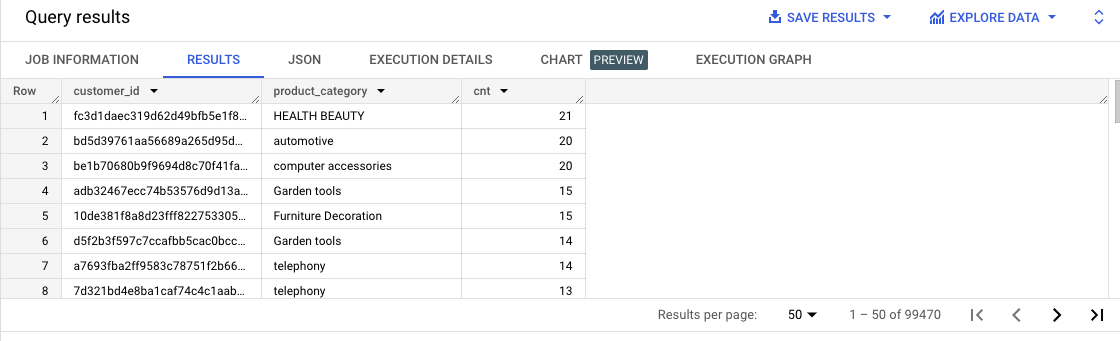 Query results SAVE RESULTS EXPLORE DATA
JOB INFORMATION RESULTS JSON EXECUTION DETAILS CHART PREVIEW EXECUTION GRAPH
Row customer_id product_category cnt
1 fc3d1daec319d62d49bfb5e1f8... HEALTH BEAUTY 21
2 bd5d39761aa56689a265d95d... automotive 20
3 be1b70680b9f9694d8c70f41fa... computer accessories 20
4 adb32467ecc74b53576d9d13a... Garden tools 15
5 10de381f8a8d23fff822753305... Furniture Decoration 15
6 d5f2b3f597c7ccafbb5cac0bcc... Garden tools 14
7 a7693fba2ff9583c78751f2b66... telephony 14
8 7d321bd4e8ba1caf74c4c1aab... telephony 13
Results per page: 50 1 – 50 of 99470